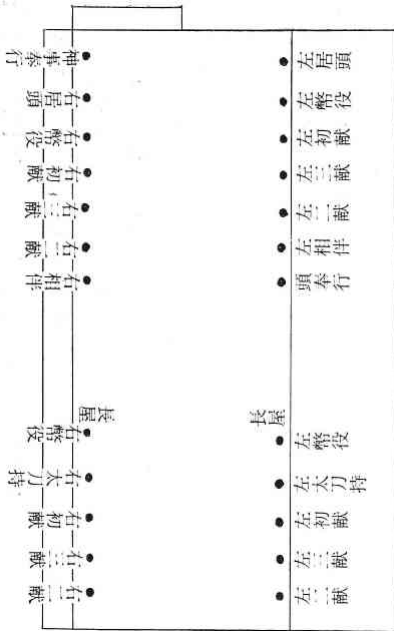 左居頭
左幣役
左初献
左三献
左二献
左相伴
頭奉行
長屋
左幣役
左太刀持
左初献
左三献
左二献
神事奉行
右居頭
右幣役
右初献
右三献
右二献
右相伴
長屋
右幣役
右太刀持
右初献
右三献
右二献